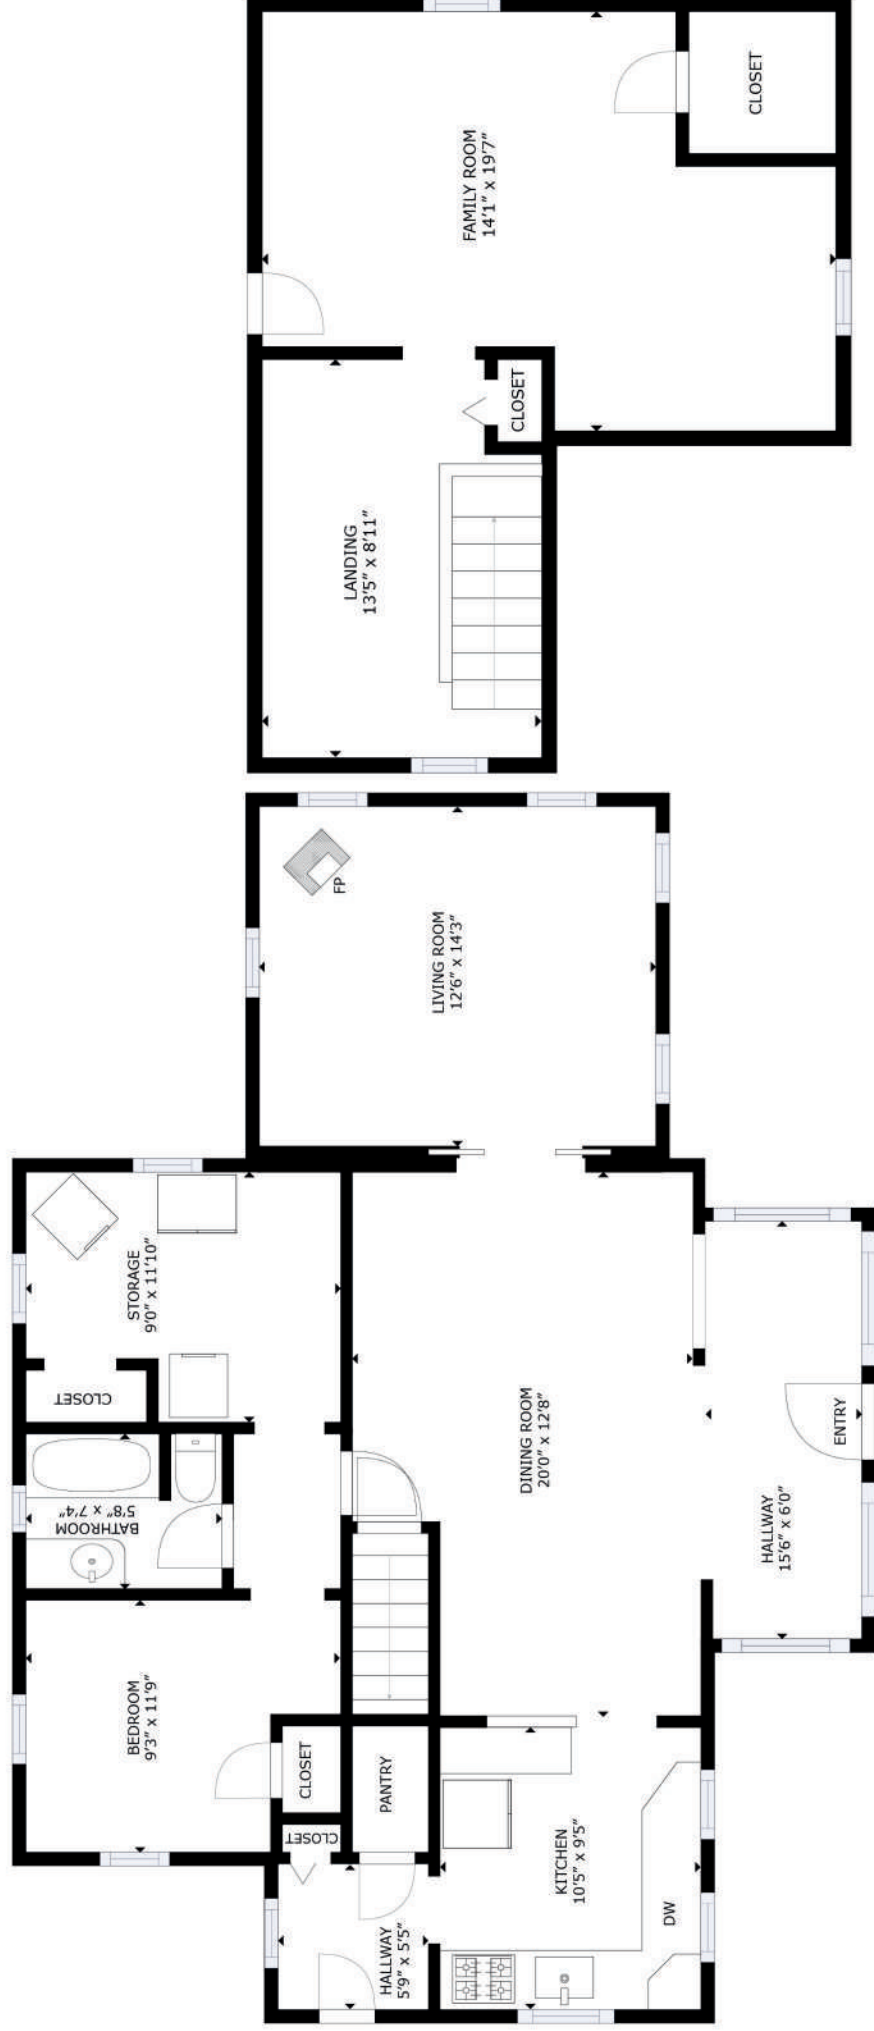 FAMILY ROOM
14'1" x 19'7"
CLOSET
LANDING
13'5" x 8'11"
CLOSET
LIVING ROOM
12'6" x 14'3"
FP
STORAGE
9'0" x 11'10"
CLOSET
BATHROOM
5'8" x 7'4"
DINING ROOM
20'0" x 12'8"
ENTRY
HALLWAY
15'6" x 6'0"
BEDROOM
9'3" x 11'9"
CLOSET
PANTRY
CLOSET
HALLWAY
5'9" x 5'5"
KITCHEN
10'5" x 9'5"
DW